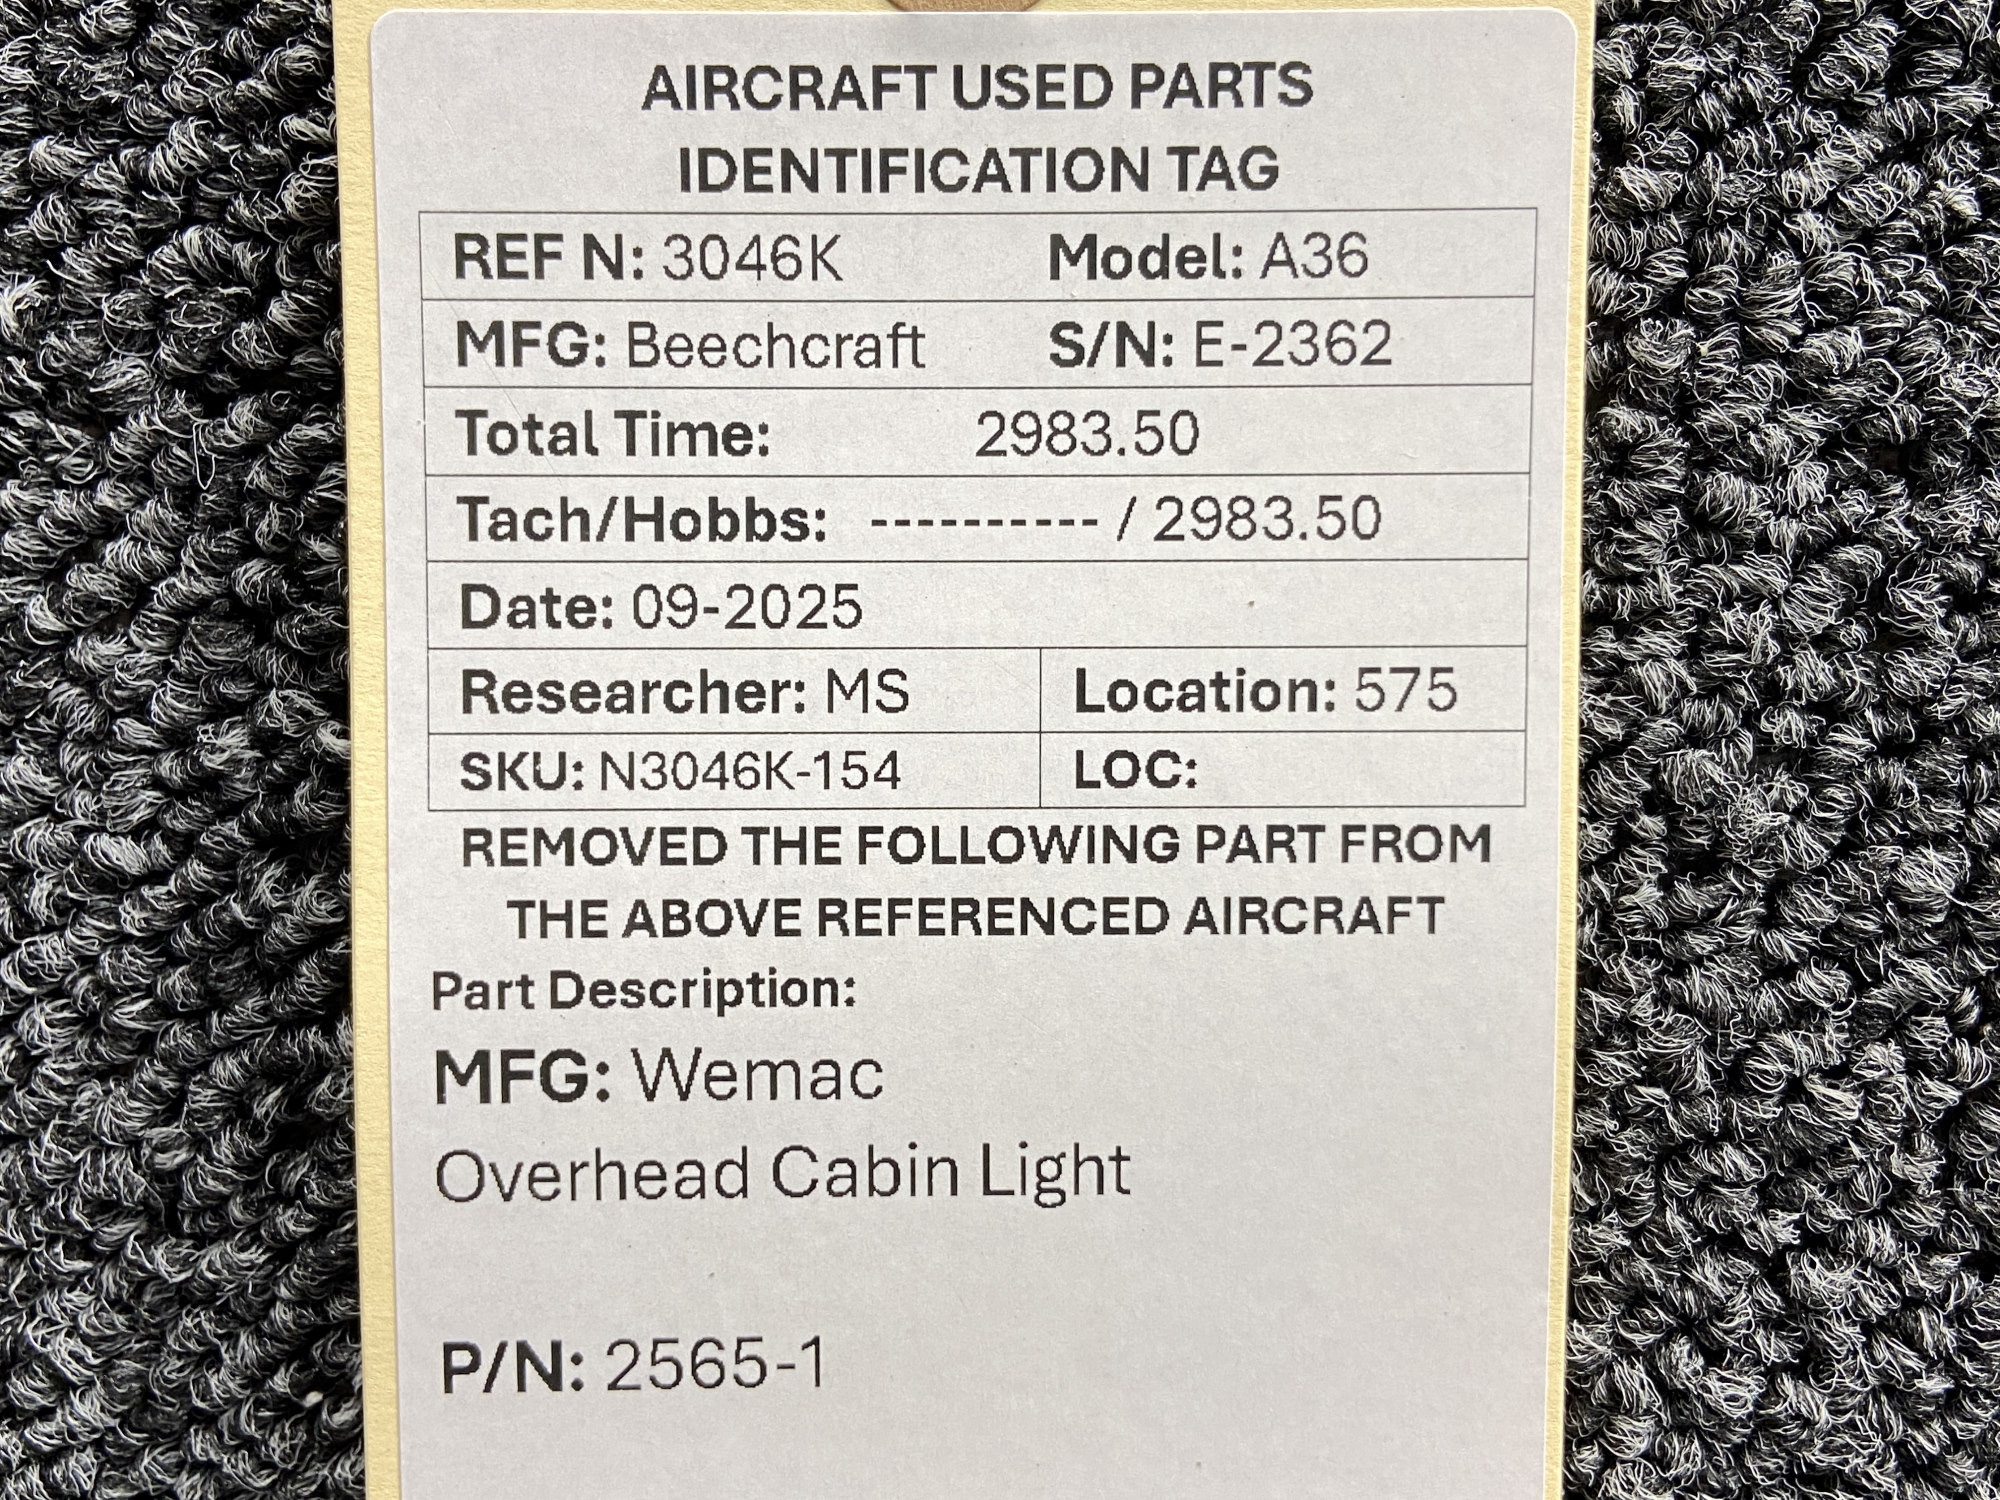 AIRCRAFT USED PARTS
IDENTIFICATION TAG
REF N: 3046K Model: A36
MFG: Beechcraft S/N: E-2362
Total Time: 2983.50
Tach/Hobbs: ---------- / 2983.50
Date: 09-2025
Researcher: MS Location: 575
SKU: N3046K-154 LOC:
REMOVED THE FOLLOWING PART FROM
THE ABOVE REFERENCED AIRCRAFT
Part Description:
MFG: Wemac
Overhead Cabin Light
P/N: 2565-1